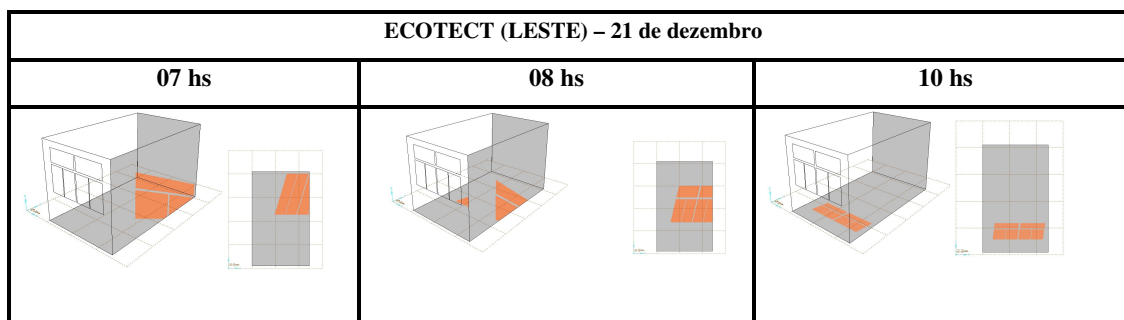 ECOTECT (LESTE) – 21 de dezembro
07 hs
08 hs
10 hs